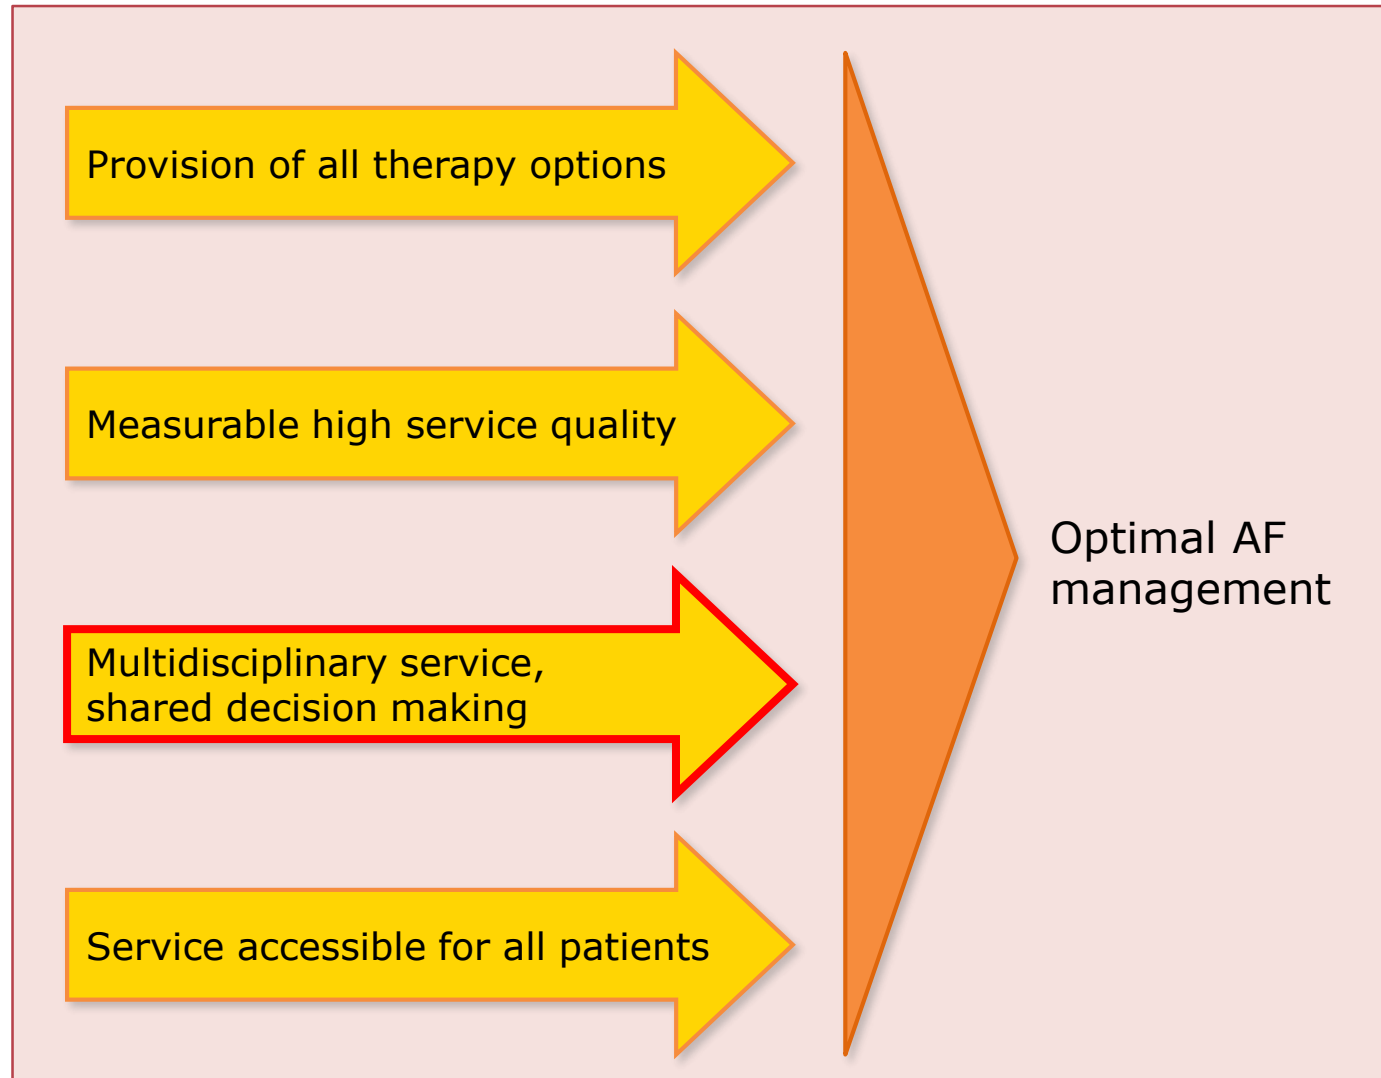 Provision of all therapy options
Measurable high service quality
Multidisciplinary service,
shared decision making
Service accessible for all patients
Optimal AF
management